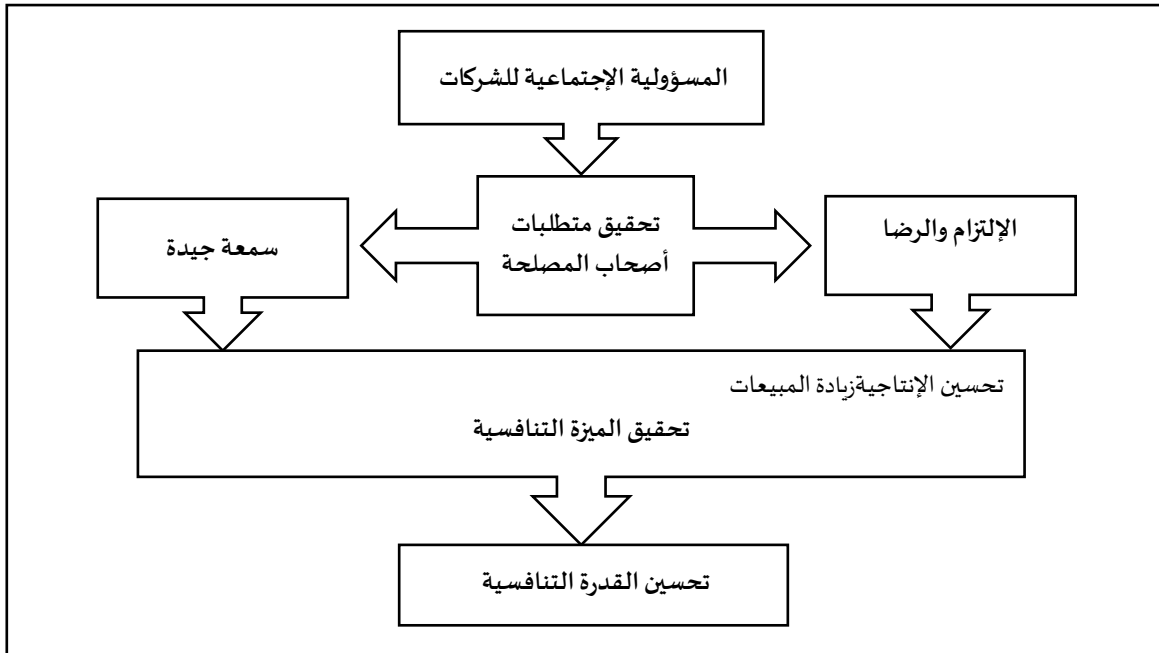 المسؤولية الإجتماعية للشركات
تحقيق متطلبات
أصحاب المصلحة
الإلتزام والرضا
سمعة جيدة
تحسين الإنتاجيةزيادة المبيعات
تحقيق الميزة التنافسية
تحسين القدرة التنافسية